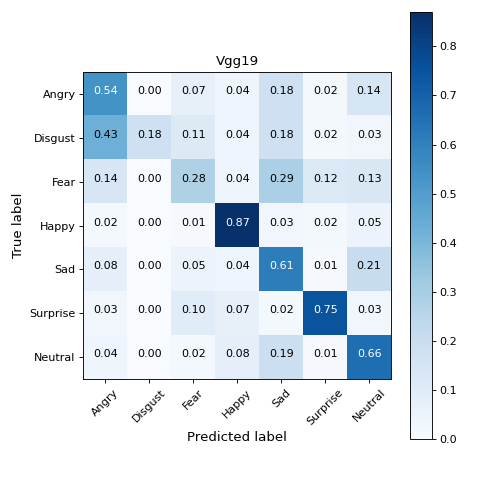 Vgg19
Angry 0.54 0.00 0.07 0.04 0.18 0.02 0.14
Disgust 0.43 0.18 0.11 0.04 0.18 0.02 0.03
Fear 0.14 0.00 0.28 0.04 0.29 0.12 0.13
Happy 0.02 0.00 0.01 0.87 0.03 0.02 0.05
Sad 0.08 0.00 0.05 0.04 0.61 0.01 0.21
Surprise 0.03 0.00 0.10 0.07 0.02 0.75 0.03
Neutral 0.04 0.00 0.02 0.08 0.19 0.01 0.66
Angry Disgust Fear Happy Sad Surprise Neutral
True label
Predicted label
0.8
0.7
0.6
0.5
0.4
0.3
0.2
0.1
0.0